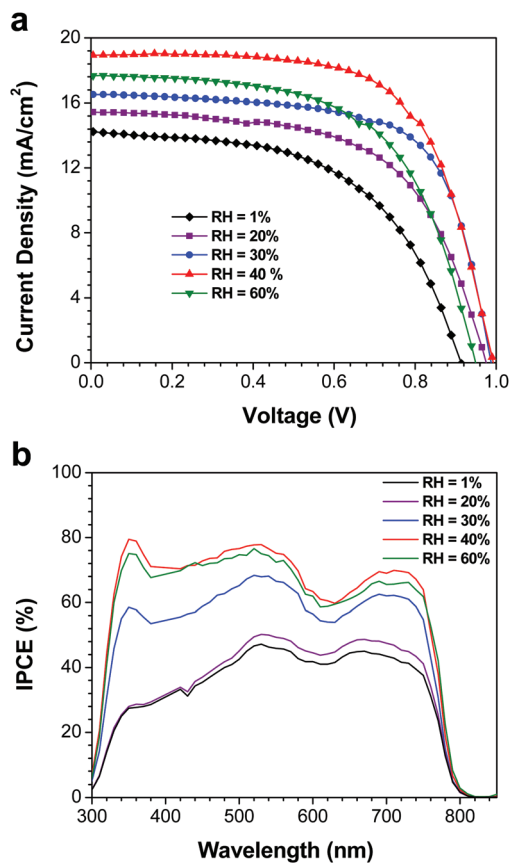 a
20
16
12
8
4
0
Current Density (mA/cm²)
RH = 1%
RH = 20%
RH = 30%
RH = 40 %
RH = 60%
0.0 0.2 0.4 0.6 0.8 1.0
Voltage (V)
b
100
80
60
40
20
0
IPCE (%)
RH = 1%
RH = 20%
RH = 30%
RH = 40%
RH = 60%
300 400 500 600 700 800
Wavelength (nm)